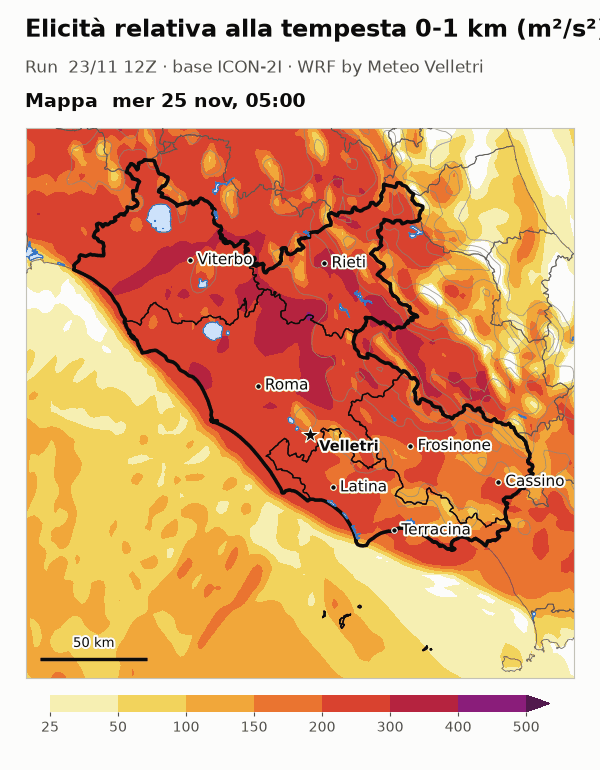 Elicità relativa alla tempesta 0-1 km (m²/s²)
Run 23/11 12Z · base ICON-2I · WRF by Meteo Velletri
Mappa mer 25 nov, 05:00
Viterbo
Rieti
Roma
Velletri
Frosinone
Cassino
Latina
Terracina
50 km
25 50 100 150 200 300 400 500